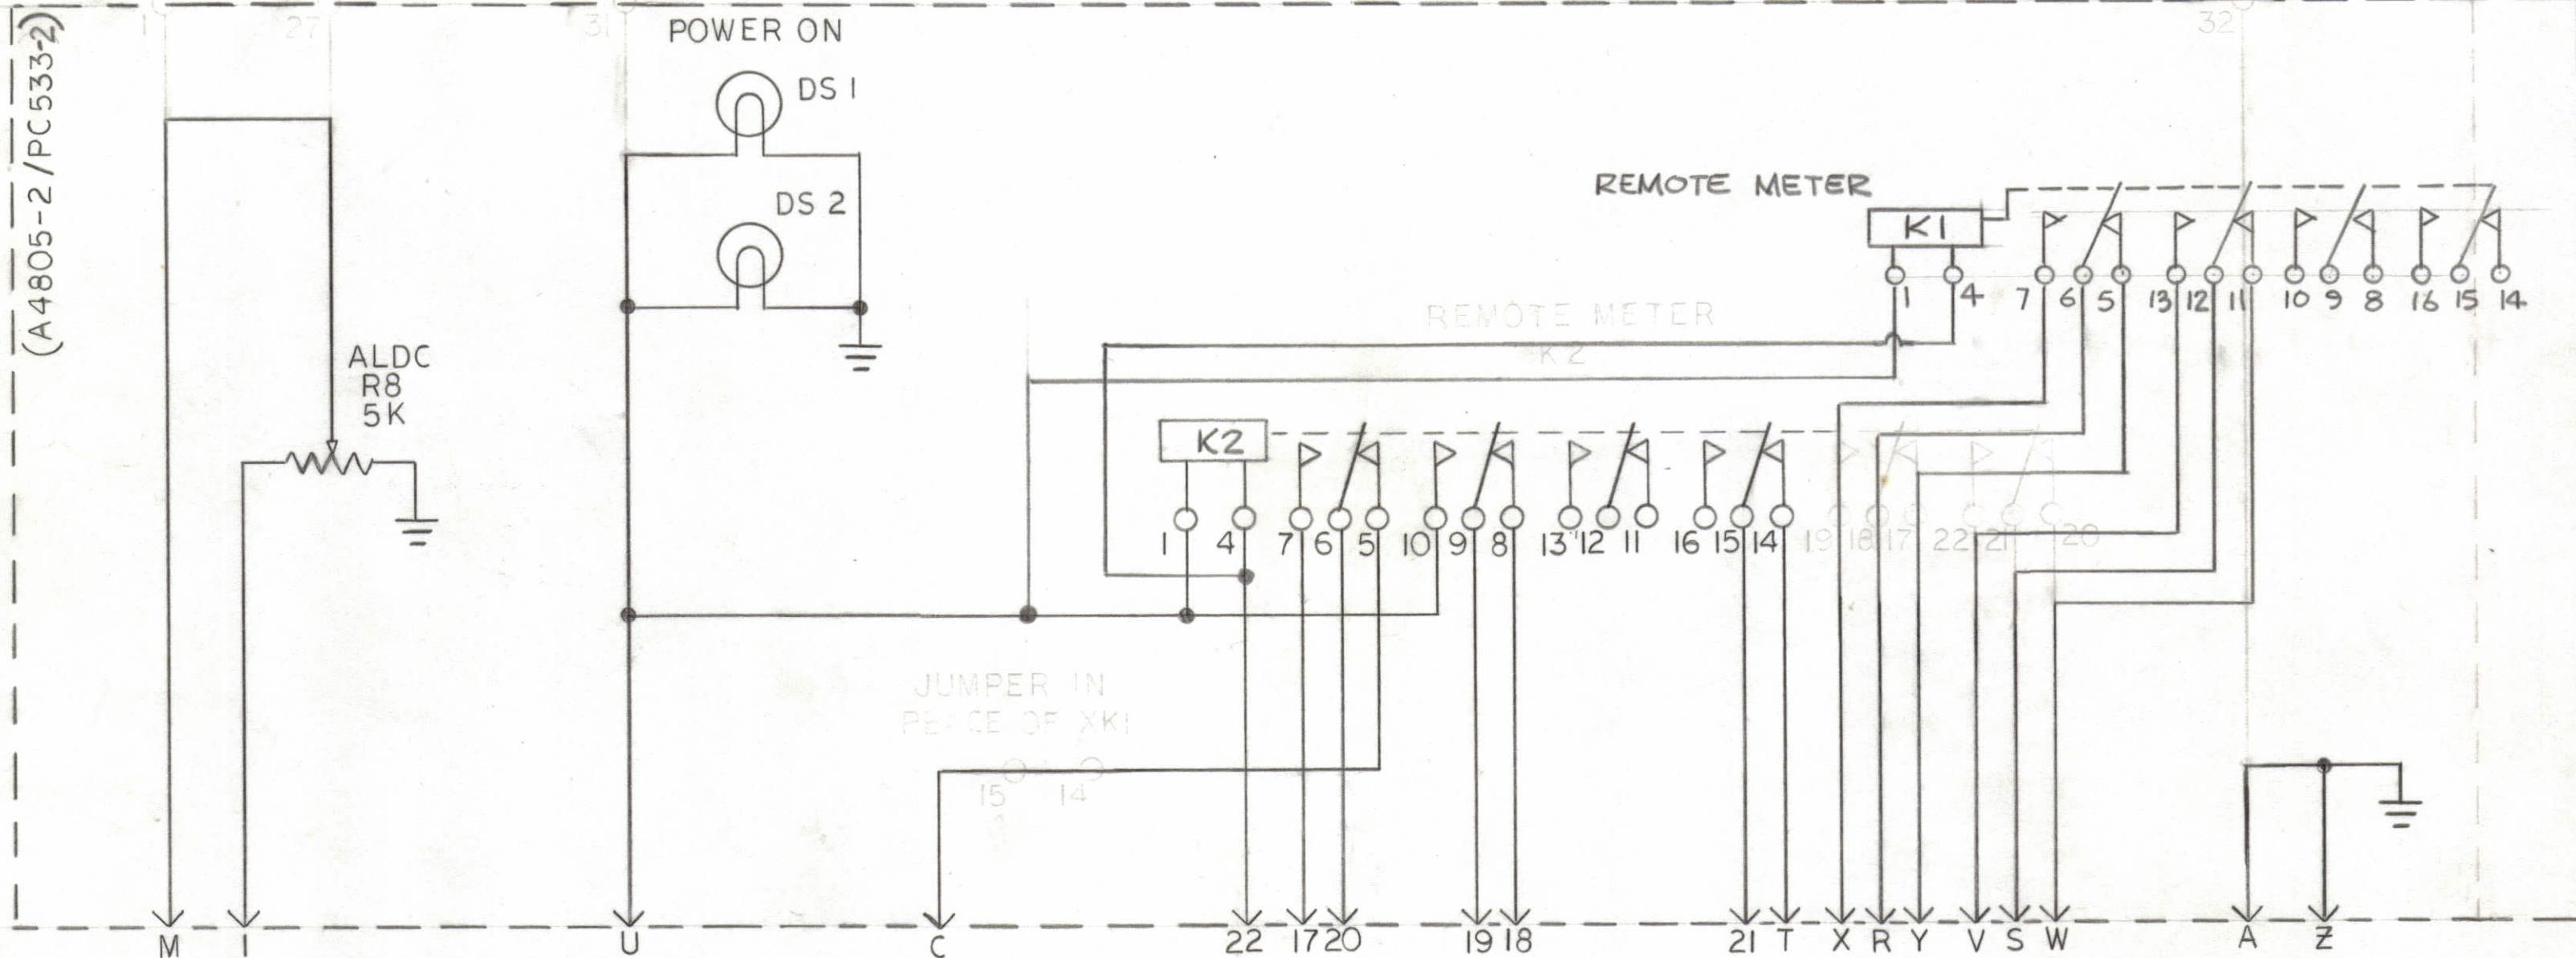 (A4805-2/PC533-2)
1
27
31
32
POWER ON
DS 1
DS 2
ALDC
R8
5K
REMOTE METER
K1
1 4 7 6 5 13 12 11 10 9 8 16 15 14
REMOTE METER
K2
K2
1 4 7 6 5 10 9 8 13 12 11 16 15 14 19 18 17 22 21 20
JUMPER IN
OF XK1
15 14
M I U C 22 17 20 19 18 21 T X R Y V S W A Z